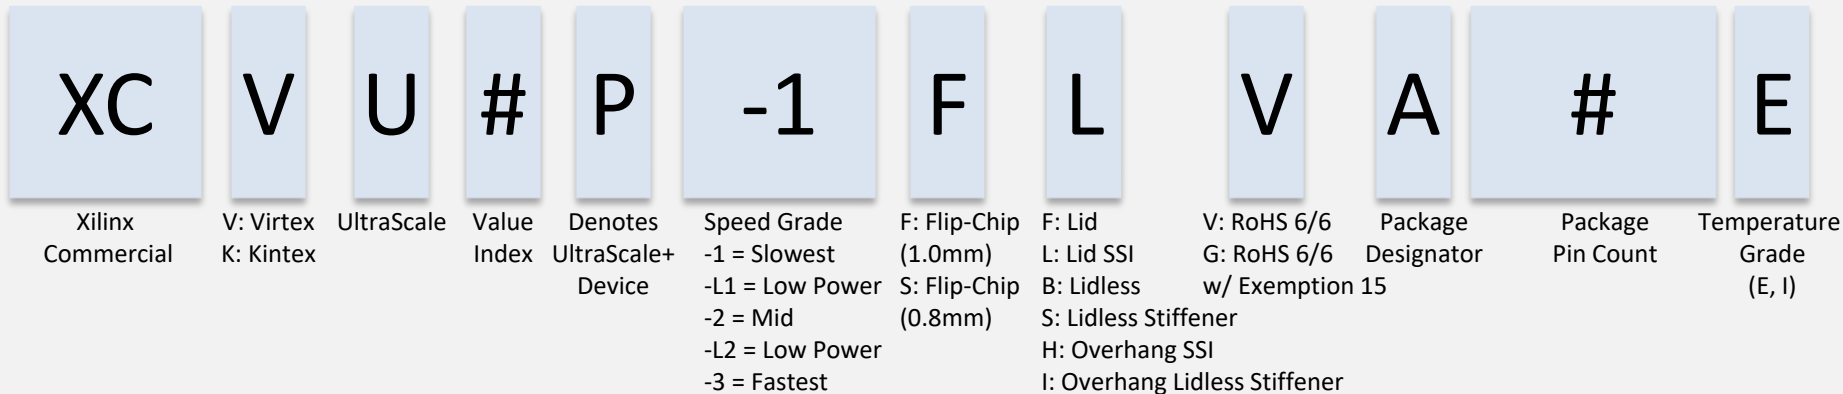 XC V U # P -1 F L V A # E
Xilinx
Commercial
V: Virtex
K: Kintex
UltraScale
Value
Index
Denotes
UltraScale+
Device
Speed Grade
-1 = Slowest
-L1 = Low Power
-2 = Mid
-L2 = Low Power
-3 = Fastest
F: Flip-Chip
(1.0mm)
S: Flip-Chip
(0.8mm)
F: Lid
L: Lid SSI
B: Lidless
S: Lidless Stiffener
H: Overhang SSI
I: Overhang Lidless Stiffener
V: RoHS 6/6
G: RoHS 6/6
w/ Exemption 15
Package
Designator
Package
Pin Count
Temperature
Grade
(E, I)